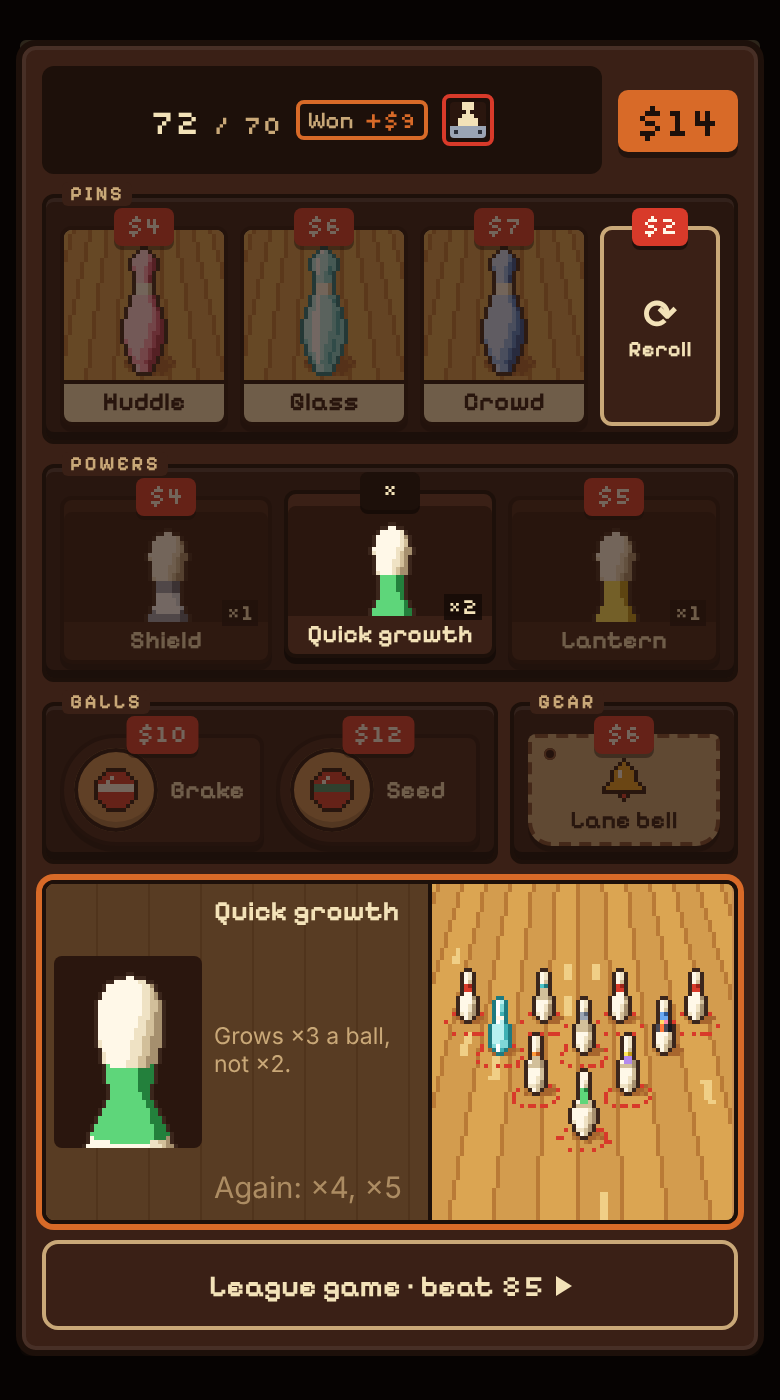 72 / 70 Won +$9
$14
PINS
$4 $6 $7 $2
Reroll
Huddle Glass Crowd
POWERS
$4 × $5
×1 ×2 ×1
Shield Quick growth Lantern
BALLS GEAR
$10 $12 $6
Brake Seed
Lane bell
Quick growth
Grows ×3 a ball,
not ×2.
Again: ×4, ×5
League game · beat 85